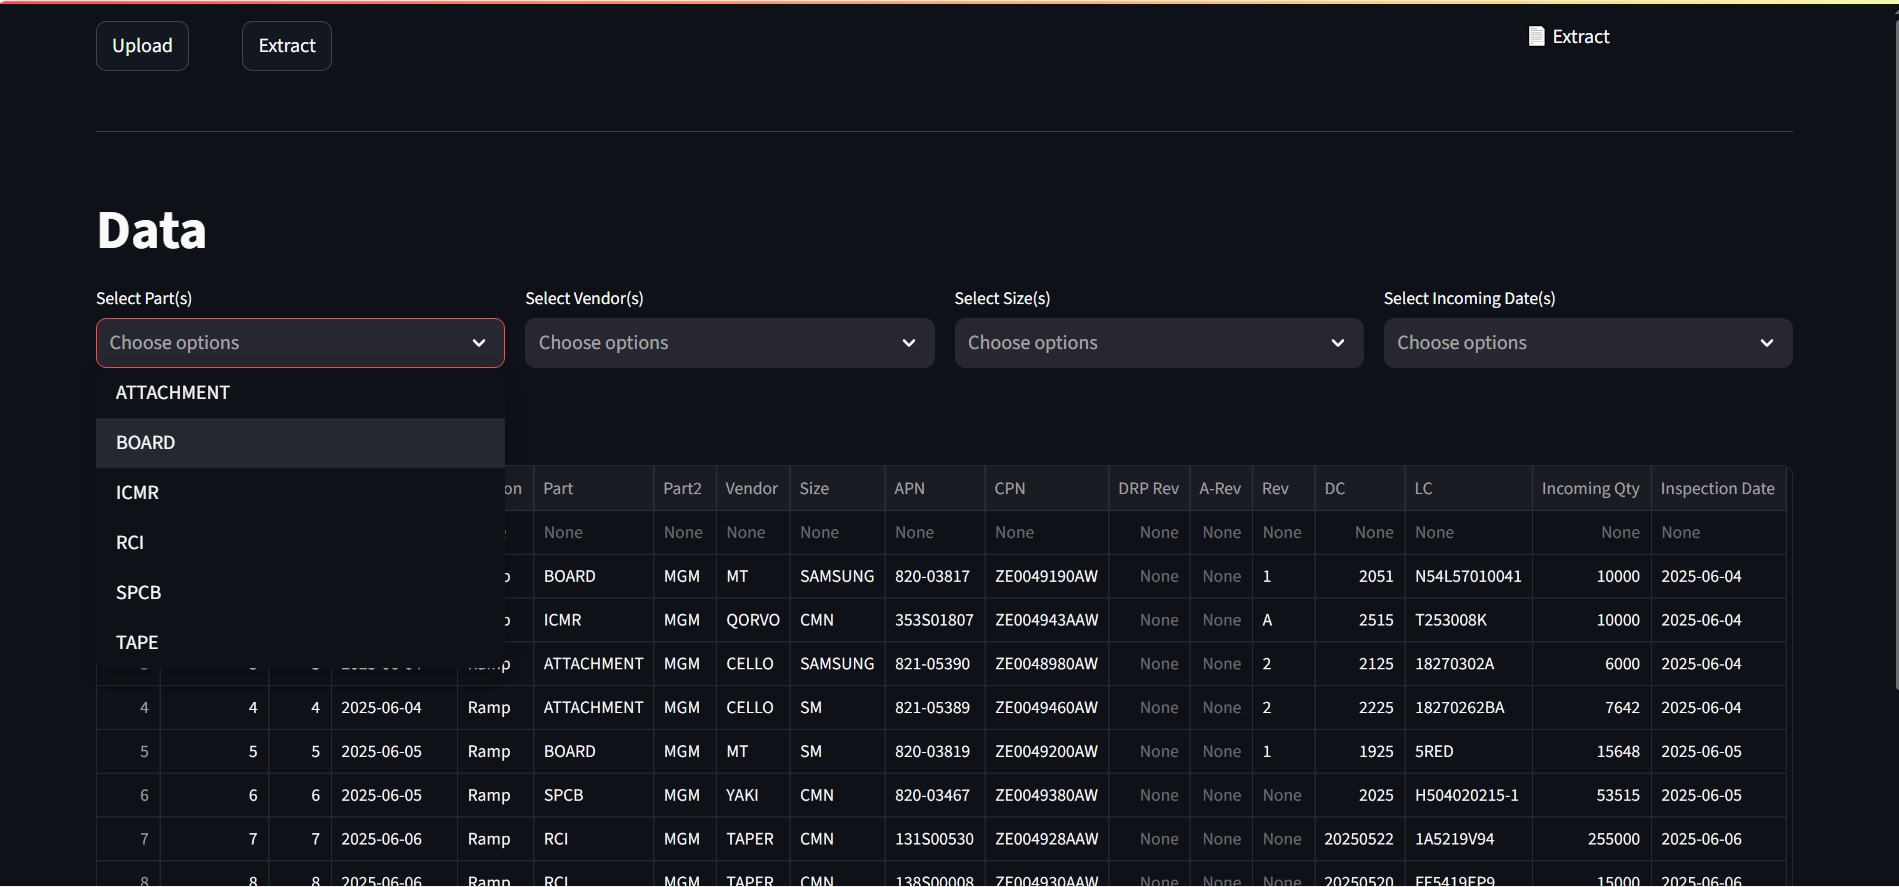 Upload
Extract
📄 Extract
Data
Select Part(s)
Select Vendor(s)
Select Size(s)
Select Incoming Date(s)
Choose options
Choose options
Choose options
Choose options
ATTACHMENT
BOARD
ICMR
RCI
SPCB
TAPE
on Part Part2 Vendor Size APN CPN DRP Rev A-Rev Rev DC LC Incoming Qty Inspection Date
None None None None None None None None None None None None None
BOARD MGM MT SAMSUNG 820-03817 ZE0049190AW None None 1 2051 N54L57010041 10000 2025-06-04
ICMR MGM QORVO CMN 353S01807 ZE004943AAW None None A 2515 T253008K 10000 2025-06-04
ATTACHMENT MGM CELLO SAMSUNG 821-05390 ZE0048980AW None None 2 2125 18270302A 6000 2025-06-04
4 4 4 2025-06-04 Ramp ATTACHMENT MGM CELLO SM 821-05389 ZE0049460AW None None 2 2225 18270262BA 7642 2025-06-04
5 5 5 2025-06-05 Ramp BOARD MGM MT SM 820-03819 ZE0049200AW None None 1 1925 5RED 15648 2025-06-05
6 6 6 2025-06-05 Ramp SPCB MGM YAKI CMN 820-03467 ZE0049380AW None None None 2025 H504020215-1 53515 2025-06-05
7 7 7 2025-06-06 Ramp RCI MGM TAPER CMN 131S00530 ZE004928AAW None None None 20250522 1A5219V94 255000 2025-06-06
8 8 8 2025-06-06 Ramp RCI MGM TAPER CMN 138S00008 ZE004930AAW None None None 20250520 15000 2025-06-06